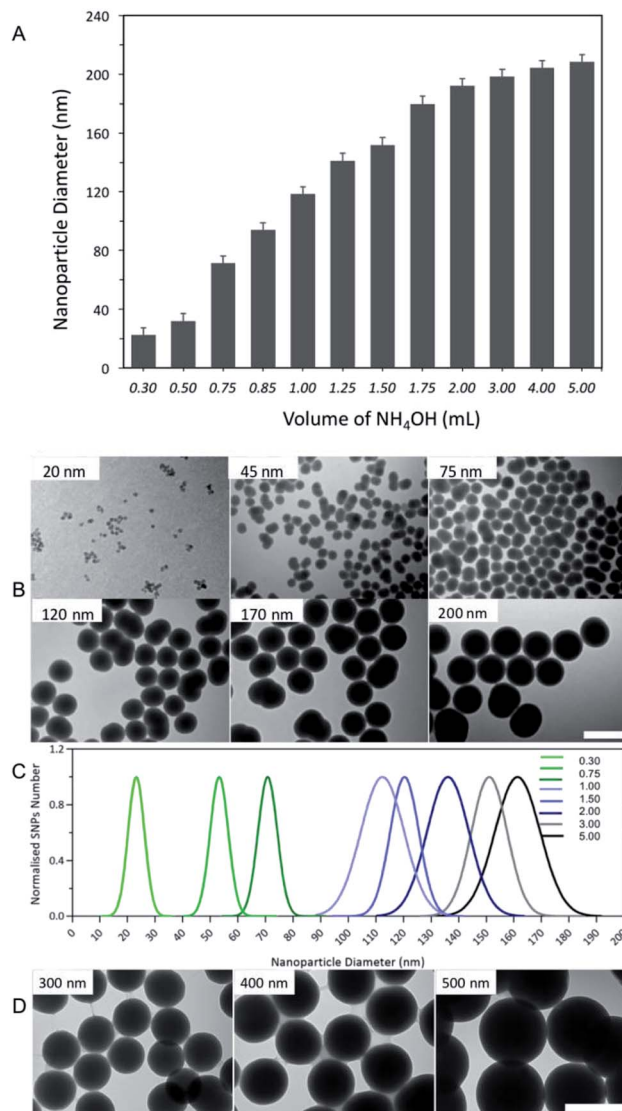 A
240
200
160
120
80
40
0
Nanoparticle Diameter (nm)
0.30 0.50 0.75 0.85 1.00 1.25 1.50 1.75 2.00 3.00 4.00 5.00
Volume of NH₄OH (mL)
B
20 nm 45 nm 75 nm
120 nm 170 nm 200 nm
C
1.2
0.8
0.4
0.0
Normalised SNPs Number
0.30
0.75
1.00
1.50
2.00
3.00
5.00
0 10 20 30 40 50 60 70 80 90 100 110 120 130 140 150 160 170 180 190
Nanoparticle Diameter (nm)
D
300 nm 400 nm 500 nm